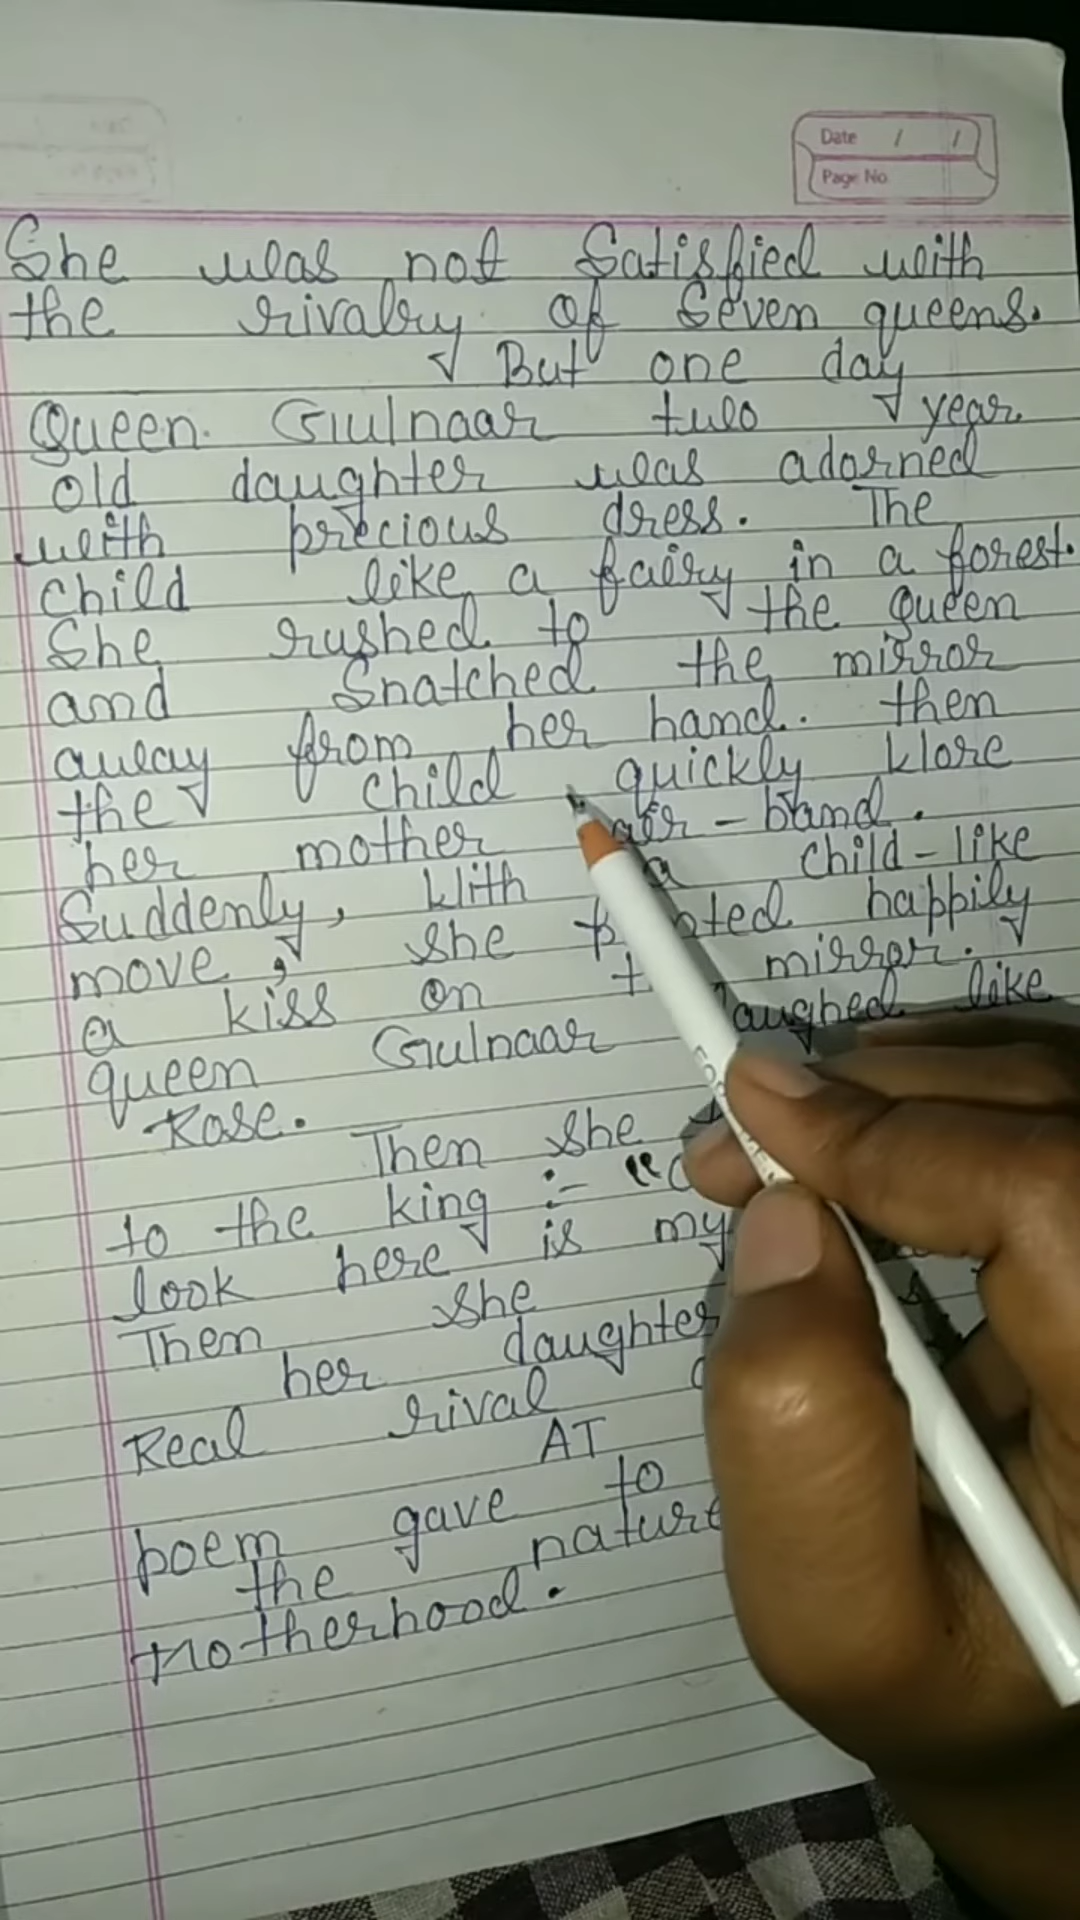 Date / /
Page No
She was not Satisfied with
the rivalry of Seven queens.
But one day
Queen Gulnaar two year
old daughter was adorned
with precious dress. The
child like a fairy in a forest.
She rushed to the queen
and Snatched the mirror
away from her hand. then
the child quickly Wore
her mother band.
Suddenly, With a child-like
move, she happily
a kiss on mirror.
queen Gulnaar laughed like
Rose.
Then she
to the king :- "
look here is my
Then she
her daughter
Real rival
AT
poem gave to
the nature
Motherhood.